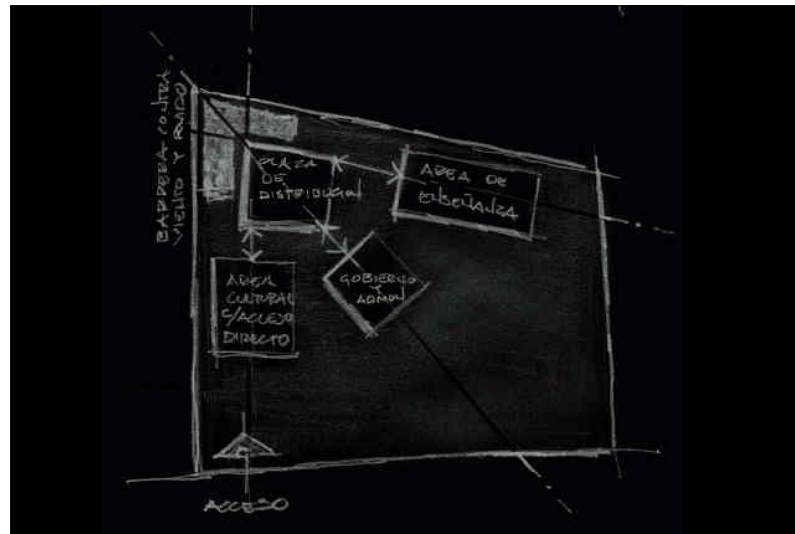 BARRERA CONTRA
VIENTO Y RUIDO
PLAZA
DE
DISTRIBUCION
AREA DE
ENSEÑANZA
GOBIERNO
Y
ADMON
AREA
CULTURAL
C/ACCESO
DIRECTO
ACCESO